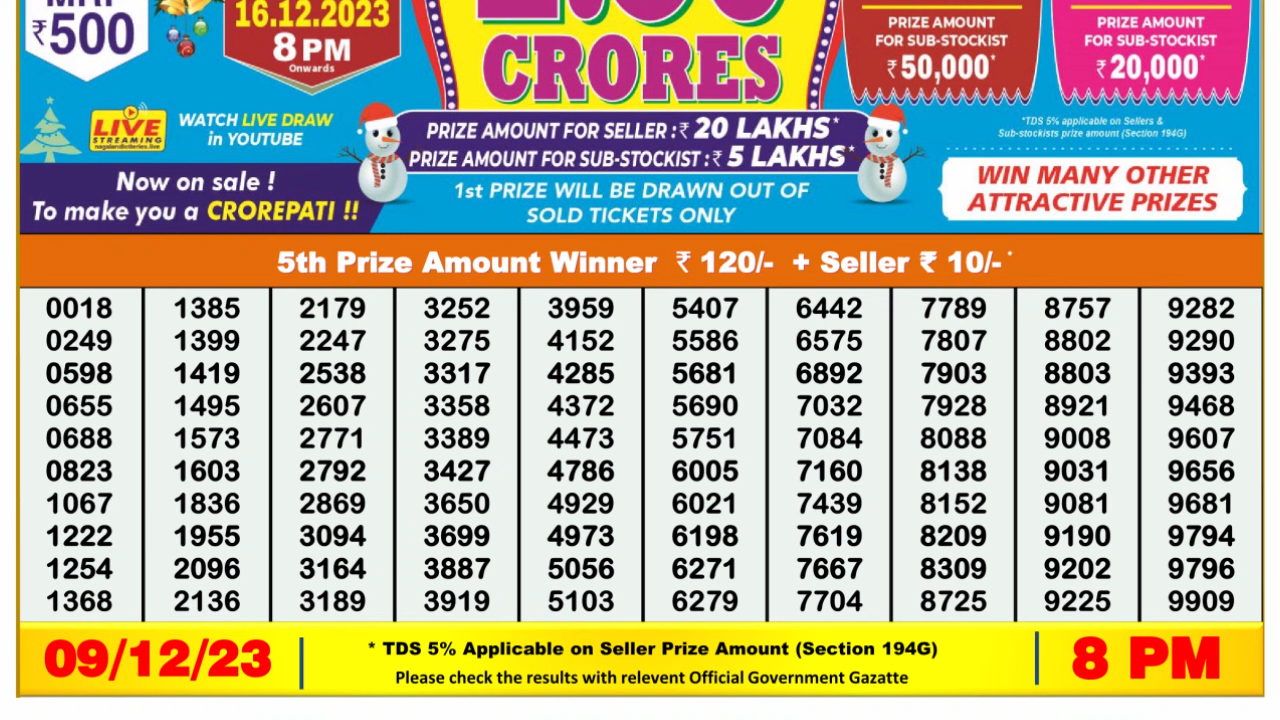 ₹500
16.12.2023
8 PM
Onwards
CRORES
PRIZE AMOUNT
FOR SUB-STOCKIST
₹50,000*
PRIZE AMOUNT
FOR SUB-STOCKIST
₹20,000*
LIVE
STREAMING
nagalandlotteries.live
WATCH LIVE DRAW
in YOUTUBE
PRIZE AMOUNT FOR SELLER :₹ 20 LAKHS*
PRIZE AMOUNT FOR SUB-STOCKIST :₹ 5 LAKHS*
*TDS 5% applicable on Sellers &
Sub-stockists prize amount (Section 194G)
Now on sale !
To make you a CROREPATI !!
1st PRIZE WILL BE DRAWN OUT OF
SOLD TICKETS ONLY
WIN MANY OTHER
ATTRACTIVE PRIZES
5th Prize Amount Winner ₹ 120/- + Seller ₹ 10/-*
0018 1385 2179 3252 3959 5407 6442 7789 8757 9282
0249 1399 2247 3275 4152 5586 6575 7807 8802 9290
0598 1419 2538 3317 4285 5681 6892 7903 8803 9393
0655 1495 2607 3358 4372 5690 7032 7928 8921 9468
0688 1573 2771 3389 4473 5751 7084 8088 9008 9607
0823 1603 2792 3427 4786 6005 7160 8138 9031 9656
1067 1836 2869 3650 4929 6021 7439 8152 9081 9681
1222 1955 3094 3699 4973 6198 7619 8209 9190 9794
1254 2096 3164 3887 5056 6271 7667 8309 9202 9796
1368 2136 3189 3919 5103 6279 7704 8725 9225 9909
09/12/23
* TDS 5% Applicable on Seller Prize Amount (Section 194G)
Please check the results with relevent Official Government Gazatte
8 PM